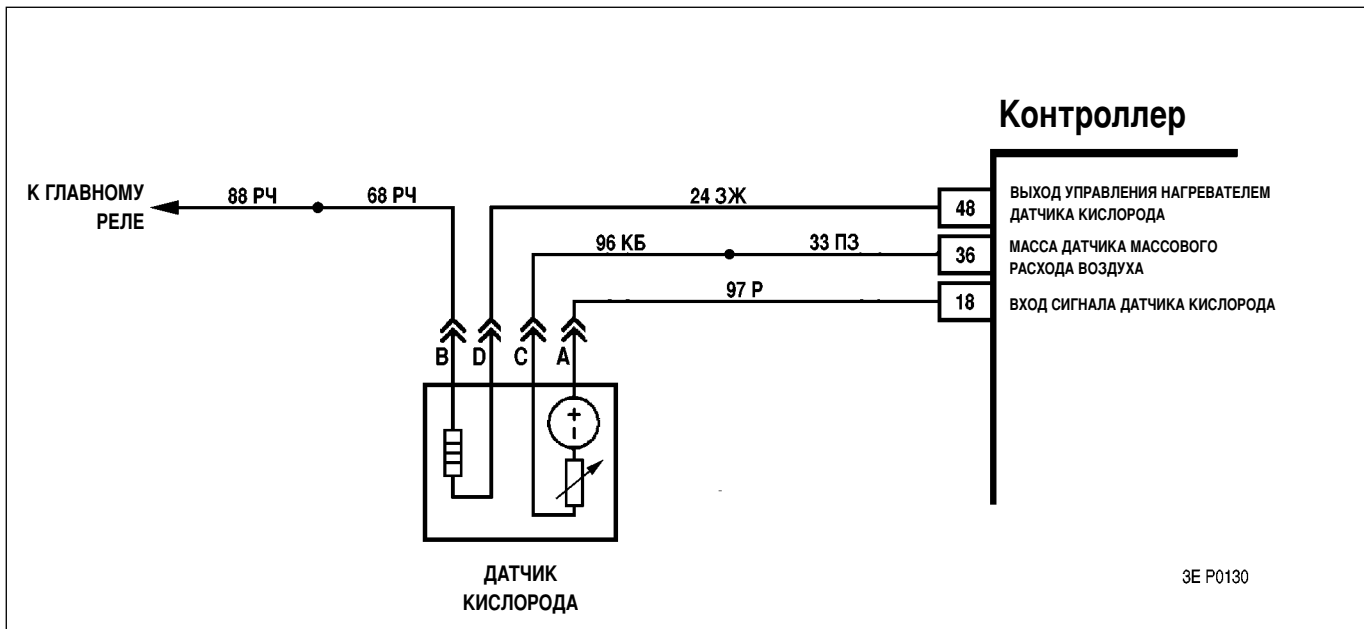 Контроллер
К ГЛАВНОМУ
РЕЛЕ
88 РЧ
68 РЧ
24 ЗЖ
48
ВЫХОД УПРАВЛЕНИЯ НАГРЕВАТЕЛЕМ
ДАТЧИКА КИСЛОРОДА
96 КБ
33 ПЗ
36
МАССА ДАТЧИКА МАССОВОГО
РАСХОДА ВОЗДУХА
97 Р
18
ВХОД СИГНАЛА ДАТЧИКА КИСЛОРОДА
B
D
C
A
+
−
ДАТЧИК
КИСЛОРОДА
3E P0130